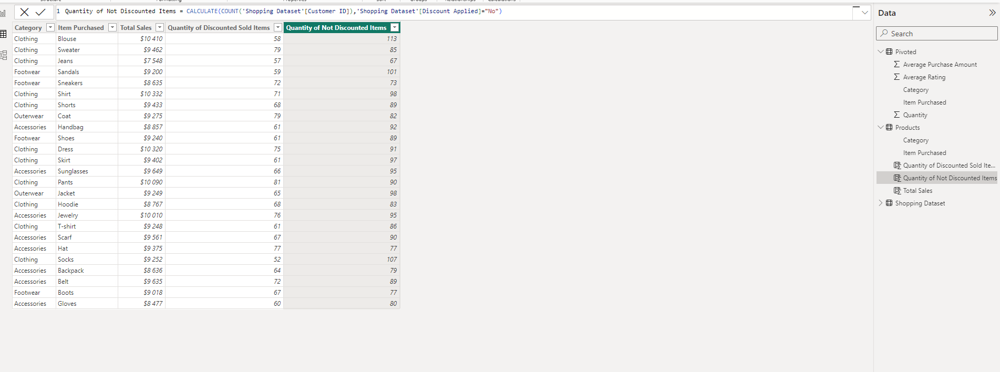 Structure Formatting Properties Sort Groups Relationships Calculations
1 Quantity of Not Discounted Items = CALCULATE(COUNT('Shopping Dataset'[Customer ID]),'Shopping Dataset'[Discount Applied]="No")
Category Item Purchased Total Sales Quantity of Discounted Sold Items Quantity of Not Discounted Items
Clothing Blouse $10 410 58 113
Clothing Sweater $9 462 79 85
Clothing Jeans $7 548 57 67
Footwear Sandals $9 200 59 101
Footwear Sneakers $8 635 72 73
Clothing Shirt $10 332 71 98
Clothing Shorts $9 433 68 89
Outerwear Coat $9 275 79 82
Accessories Handbag $8 857 61 92
Footwear Shoes $9 240 61 89
Clothing Dress $10 320 75 91
Clothing Skirt $9 402 61 97
Accessories Sunglasses $9 649 66 95
Clothing Pants $10 090 81 90
Outerwear Jacket $9 249 65 98
Clothing Hoodie $8 767 68 83
Accessories Jewelry $10 010 76 95
Clothing T-shirt $9 248 61 86
Accessories Scarf $9 561 67 90
Accessories Hat $9 375 77 77
Clothing Socks $9 252 52 107
Accessories Backpack $8 636 64 79
Accessories Belt $9 635 72 89
Footwear Boots $9 018 67 77
Accessories Gloves $8 477 60 80
Data
Search
Pivoted
Average Purchase Amount
Average Rating
Category
Item Purchased
Quantity
Products
Category
Item Purchased
Quantity of Discounted Sold Ite...
Quantity of Not Discounted Items
Total Sales
Shopping Dataset